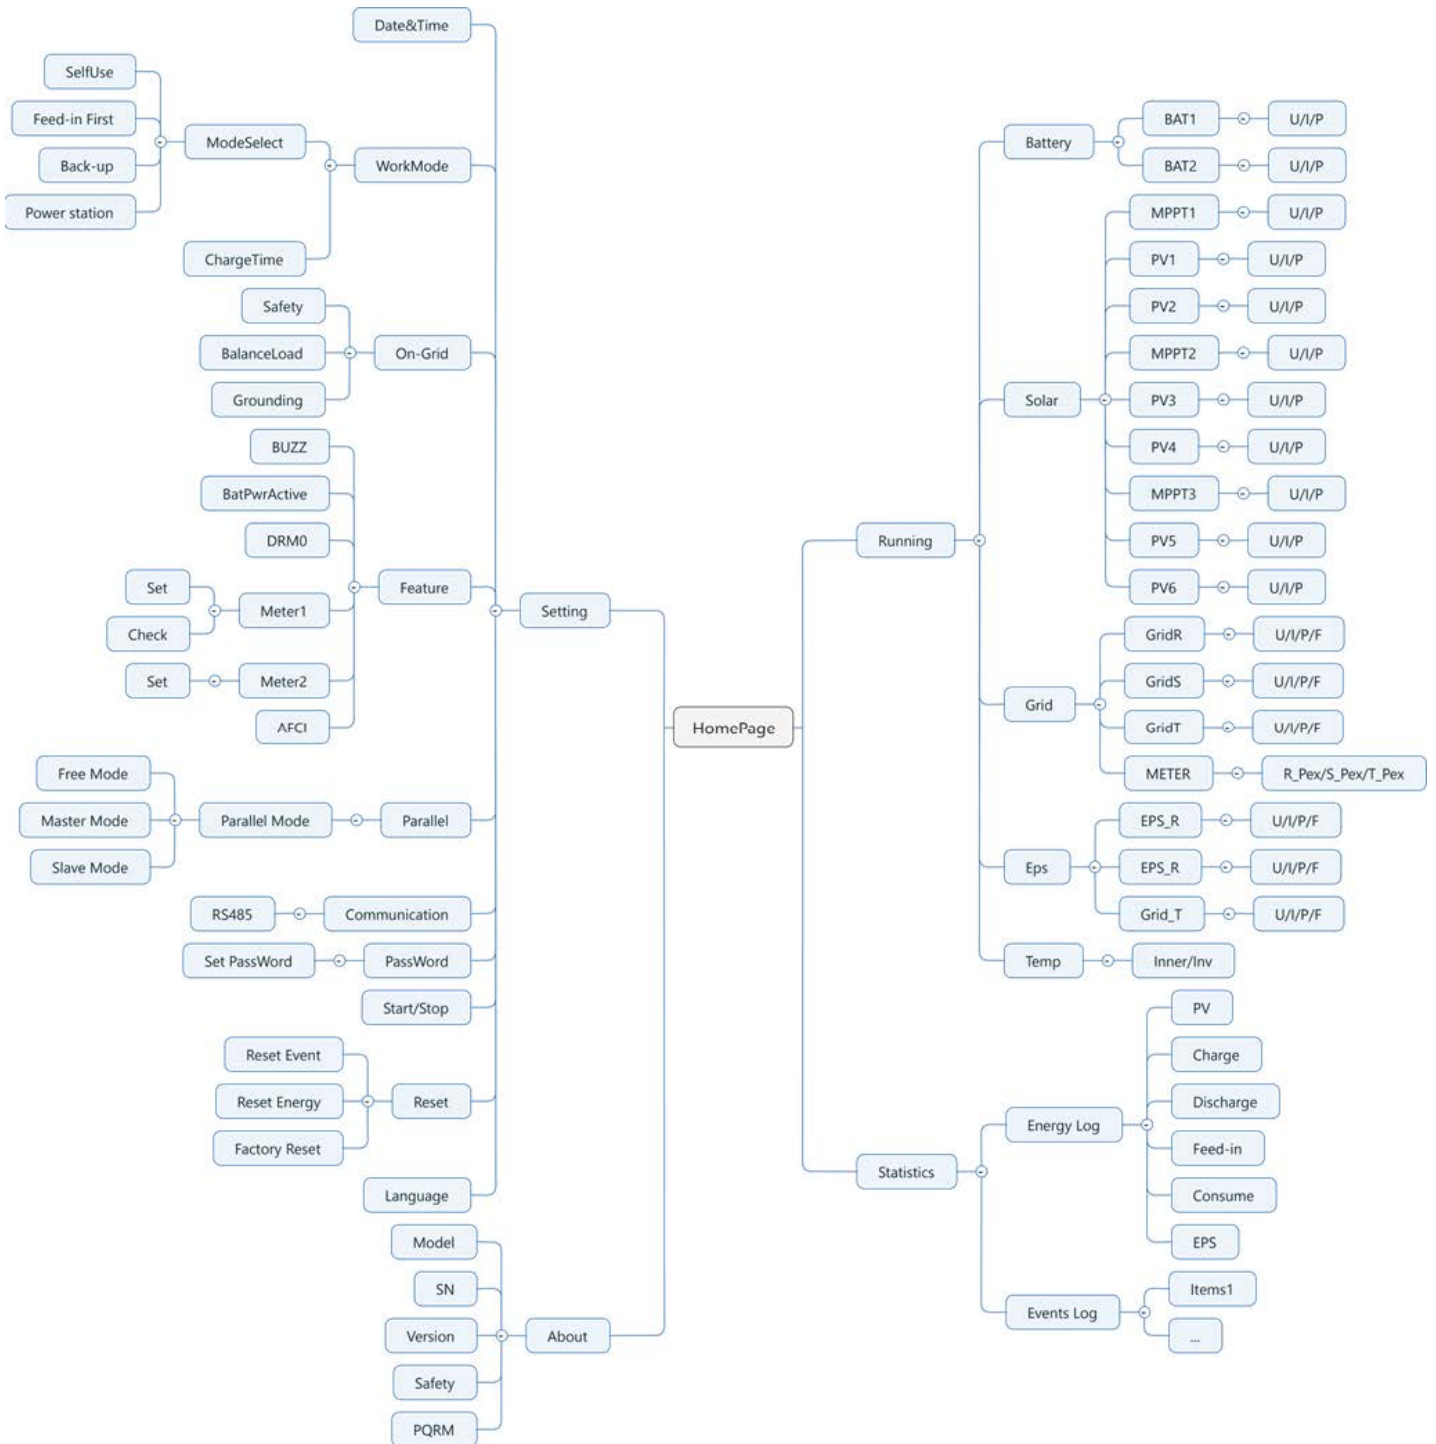 Date&Time
SelfUse
Feed-in First
Back-up
Power station
ModeSelect
WorkMode
ChargeTime
Safety
BalanceLoad
On-Grid
Grounding
BUZZ
BatPwrActive
DRM0
Set
Check
Meter1
Feature
Set
Meter2
AFCI
Setting
Free Mode
Master Mode
Parallel Mode
Parallel
Slave Mode
RS485
Communication
Set PassWord
PassWord
Start/Stop
Reset Event
Reset Energy
Reset
Factory Reset
Language
Model
SN
Version
About
Safety
PQRM
HomePage
Running
Battery
BAT1
U/I/P
BAT2
U/I/P
Solar
MPPT1
U/I/P
PV1
U/I/P
PV2
U/I/P
MPPT2
U/I/P
PV3
U/I/P
PV4
U/I/P
MPPT3
U/I/P
PV5
U/I/P
PV6
U/I/P
Grid
GridR
U/I/P/F
GridS
U/I/P/F
GridT
U/I/P/F
METER
R_Pex/S_Pex/T_Pex
Eps
EPS_R
U/I/P/F
EPS_R
U/I/P/F
Grid_T
U/I/P/F
Temp
Inner/Inv
Statistics
Energy Log
PV
Charge
Discharge
Feed-in
Consume
EPS
Events Log
Items1
...